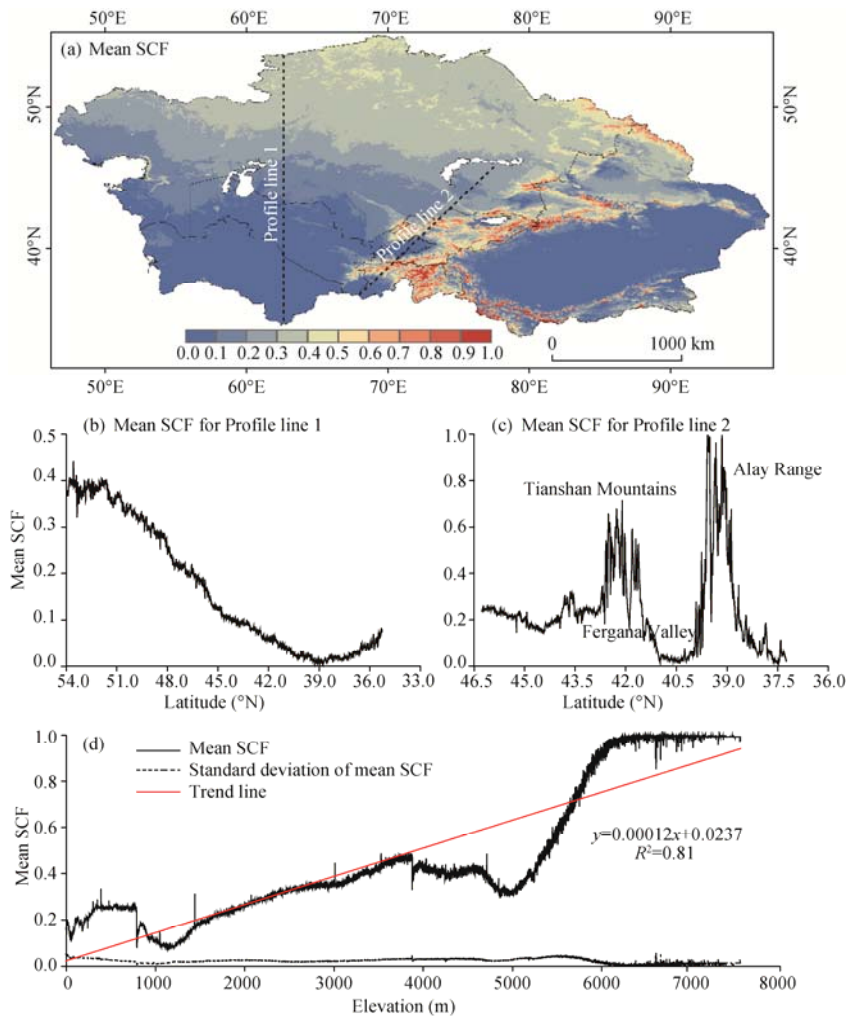 50°E 60°E 70°E 80°E 90°E
(a) Mean SCF
50°N
40°N
50°N
40°N
Profile line 1
Profile line 2
0.0 0.1 0.2 0.3 0.4 0.5 0.6 0.7 0.8 0.9 1.0
0 1000 km
50°E 60°E 70°E 80°E 90°E
(b) Mean SCF for Profile line 1
Mean SCF
0.5
0.4
0.3
0.2
0.1
0.0
54.0 51.0 48.0 45.0 42.0 39.0 36.0 33.0
Latitude (°N)
(c) Mean SCF for Profile line 2
1.0
0.8
0.6
0.4
0.2
0.0
Tianshan Mountains
Alay Range
Fergana Valley
46.5 45.0 43.5 42.0 40.5 39.0 37.5 36.0
Latitude (°N)
(d)
Mean SCF
Standard deviation of mean SCF
Trend line
Mean SCF
1.0
0.8
0.6
0.4
0.2
0.0
y=0.00012x+0.0237
R²=0.81
0 1000 2000 3000 4000 5000 6000 7000 8000
Elevation (m)